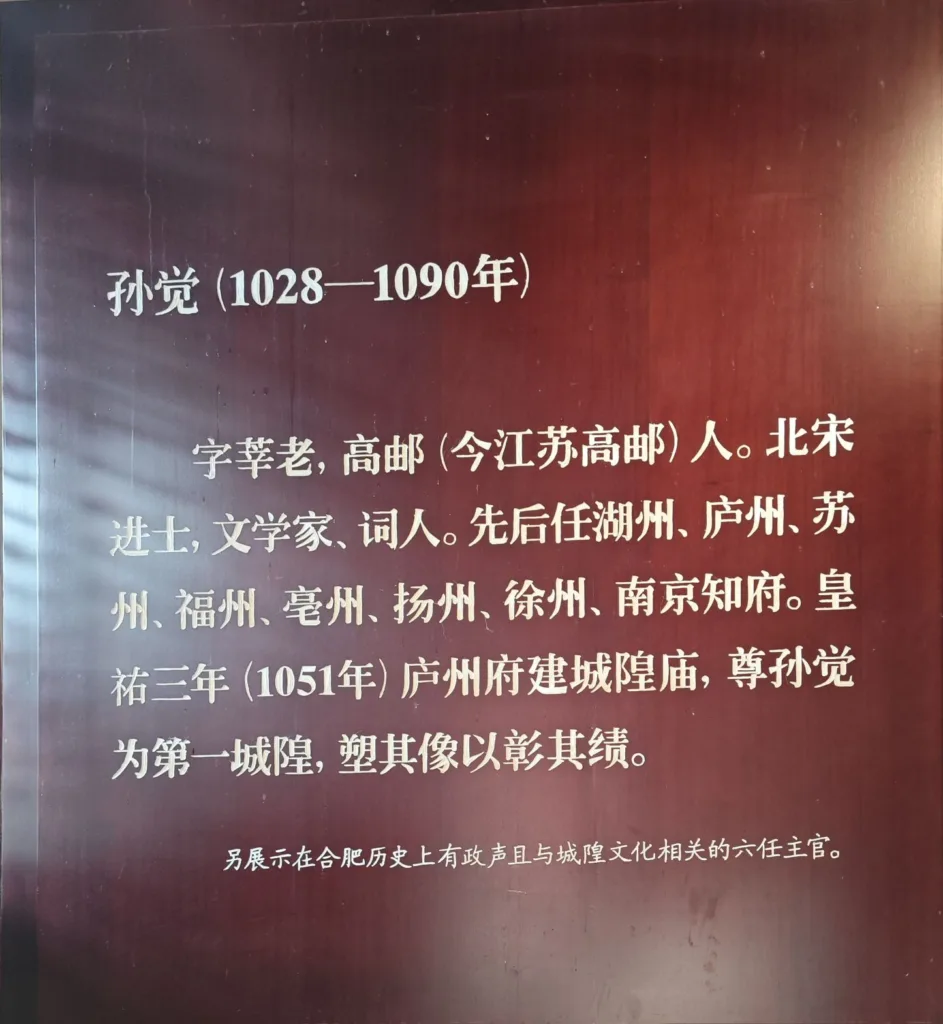 孙觉（1028—1090年）
字莘老，高邮（今江苏高邮）人。北宋
进士，文学家、词人。先后任湖州、庐州、苏
州、福州、亳州、扬州、徐州、南京知府。皇
祐三年（1051年）庐州府建城隍庙，尊孙觉
为第一城隍，塑其像以彰其绩。
另展示在合肥历史上有政声且与城隍文化相关的六任主官。